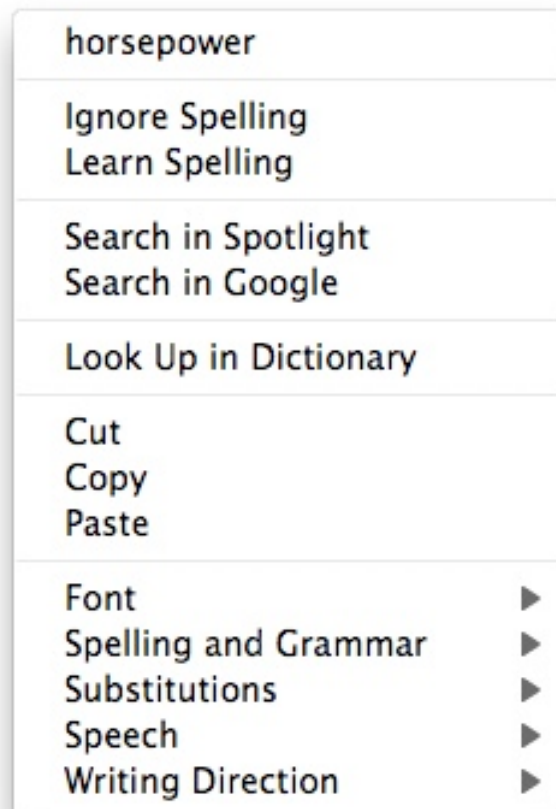 horsepower
Ignore Spelling
Learn Spelling
Search in Spotlight
Search in Google
Look Up in Dictionary
Cut
Copy
Paste
Font
Spelling and Grammar
Substitutions
Speech
Writing Direction